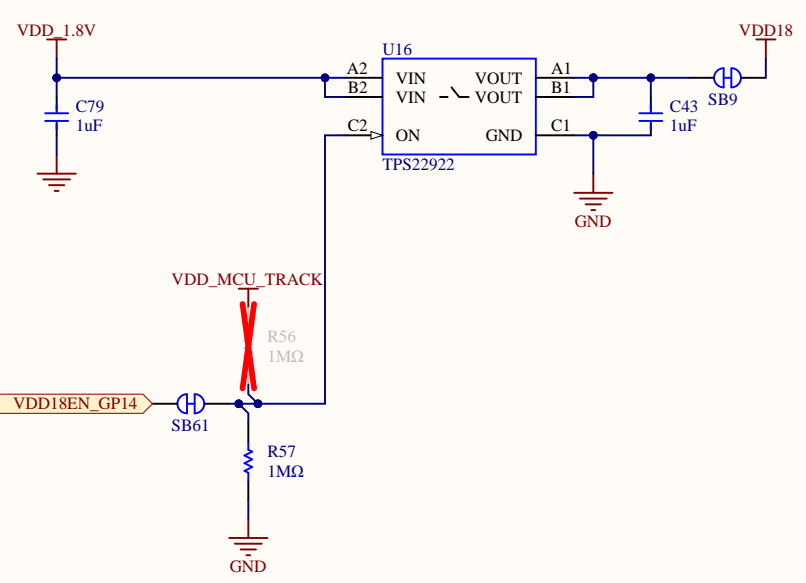 VDD_1.8V
VDD18
U16
A2 VIN VOUT A1
B2 VIN VOUT B1
SB9
C79
1uF
C43
1uF
C2 ON GND C1
TPS22922
GND
VDD_MCU_TRACK
R56
1MΩ
VDD18EN_GP14
SB61
R57
1MΩ
GND